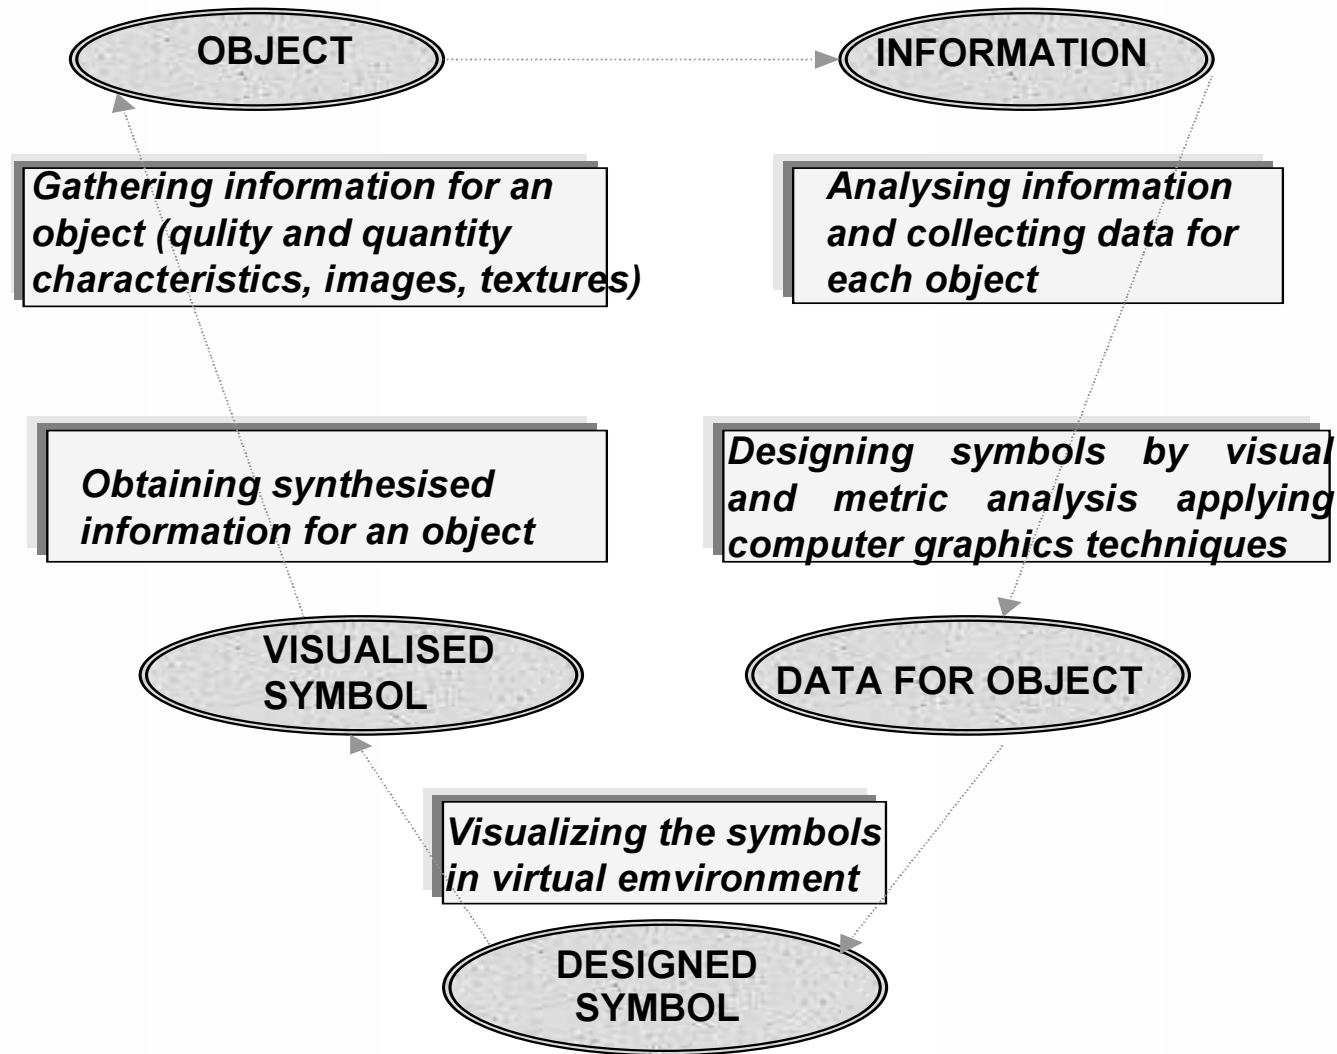 OBJECT
INFORMATION
Gathering information for an
object (qulity and quantity
characteristics, images, textures)
Analysing information
and collecting data for
each object
Obtaining synthesised
information for an object
Designing symbols by visual
and metric analysis applying
computer graphics techniques
VISUALISED
SYMBOL
DATA FOR OBJECT
Visualizing the symbols
in virtual emvironment
DESIGNED
SYMBOL